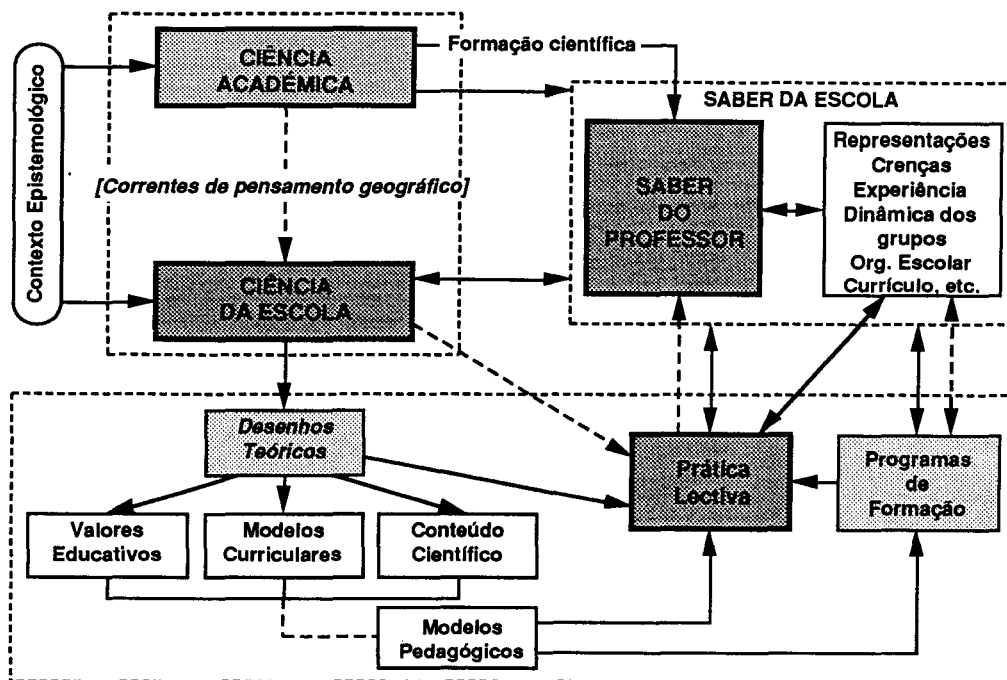 Contexto Epistemológico
CIÊNCIA
ACADÉMICA
Formação científica
[Correntes de pensamento geográfico]
CIÊNCIA
DA ESCOLA
SABER DA ESCOLA
SABER
DO
PROFESSOR
Representações
Crenças
Experiência
Dinâmica dos
grupos
Org. Escolar
Currículo, etc.
Desenhos
Teóricos
Valores
Educativos
Modelos
Curriculares
Conteúdo
Científico
Modelos
Pedagógicos
Prática
Lectiva
Programas
de
Formação